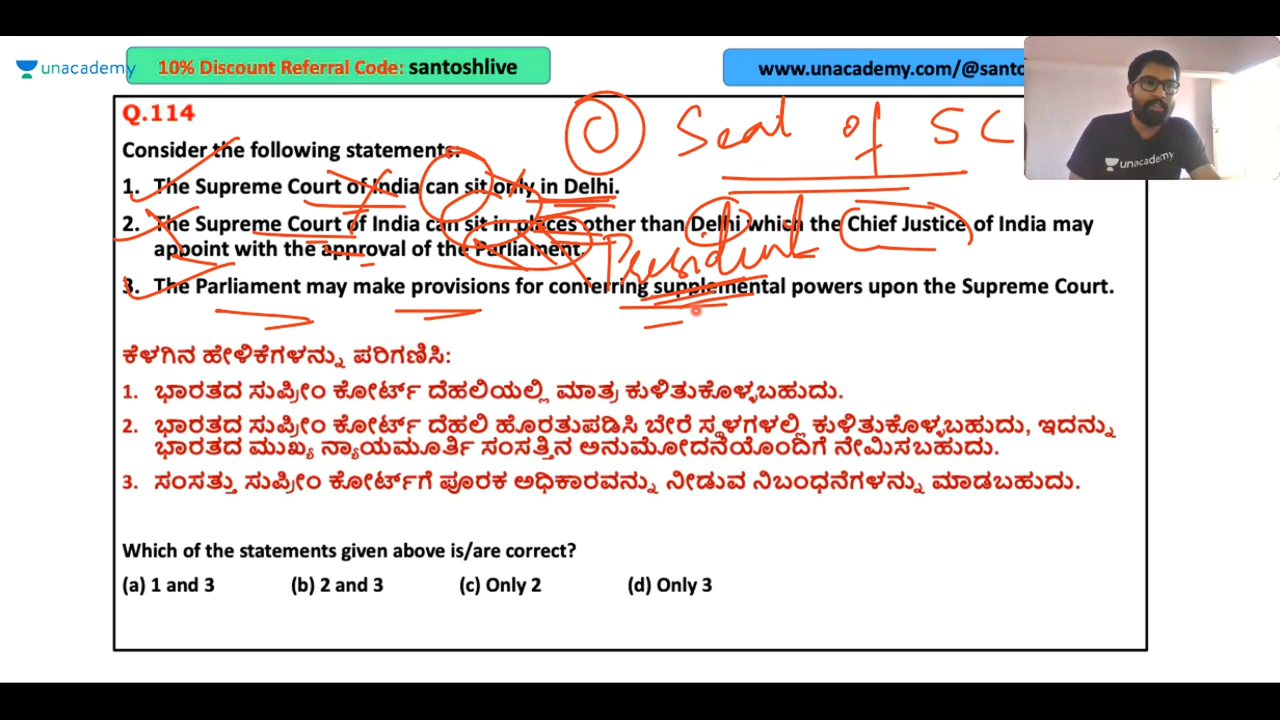 unacademy
10% Discount Referral Code: santoshlive
www.unacademy.com/@santo
unacademy
Q.114
Seat of SC
Consider the following statements:
1. The Supreme Court of India can sit only in Delhi.
2. The Supreme Court of India can sit in places other than Delhi which the Chief Justice of India may
appoint with the approval of the Parliament.
President
3. The Parliament may make provisions for conferring supplemental powers upon the Supreme Court.
ಕೆಳಗಿನ ಹೇಳಿಕೆಗಳನ್ನು ಪರಿಗಣಿಸಿ:
1. ಭಾರತದ ಸುಪ್ರೀಂ ಕೋರ್ಟ್ ದೆಹಲಿಯಲ್ಲಿ ಮಾತ್ರ ಕುಳಿತುಕೊಳ್ಳಬಹುದು.
2. ಭಾರತದ ಸುಪ್ರೀಂ ಕೋರ್ಟ್ ದೆಹಲಿ ಹೊರತುಪಡಿಸಿ ಬೇರೆ ಸ್ಥಳಗಳಲ್ಲಿ ಕುಳಿತುಕೊಳ್ಳಬಹುದು, ಇದನ್ನು
ಭಾರತದ ಮುಖ್ಯ ನ್ಯಾಯಮೂರ್ತಿ ಸಂಸತ್ತಿನ ಅನುಮೋದನೆಯೊಂದಿಗೆ ನೇಮಿಸಬಹುದು.
3. ಸಂಸತ್ತು ಸುಪ್ರೀಂ ಕೋರ್ಟ್‌ಗೆ ಪೂರಕ ಅಧಿಕಾರವನ್ನು ನೀಡುವ ನಿಬಂಧನೆಗಳನ್ನು ಮಾಡಬಹುದು.
Which of the statements given above is/are correct?
(a) 1 and 3 (b) 2 and 3 (c) Only 2 (d) Only 3